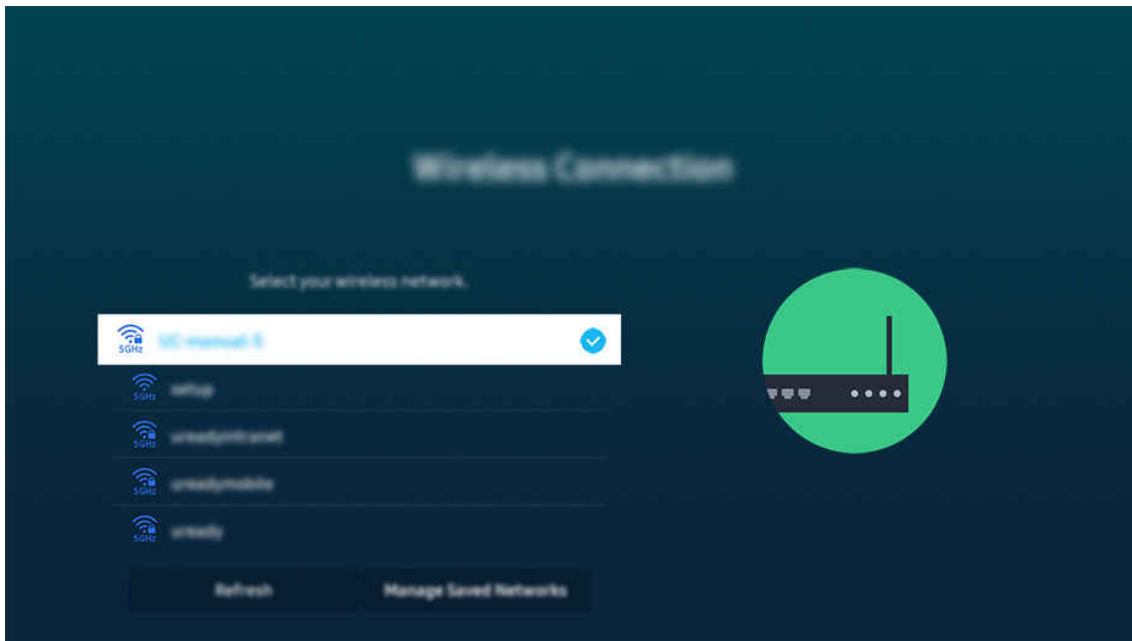 Wireless Connection
Select your wireless network.
5GHz UC-manual-5
5GHz setup
5GHz ureadyintranet
5GHz ureadymobile
5GHz uready
Refresh Manage Saved Networks